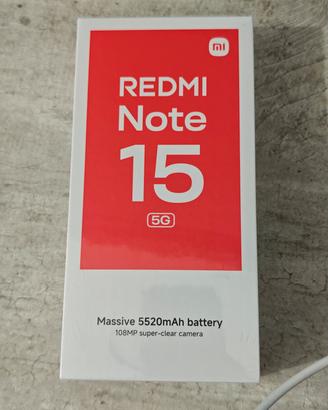 mi
REDMI
Note
15
5G
Massive 5520mAh battery
108MP super-clear camera